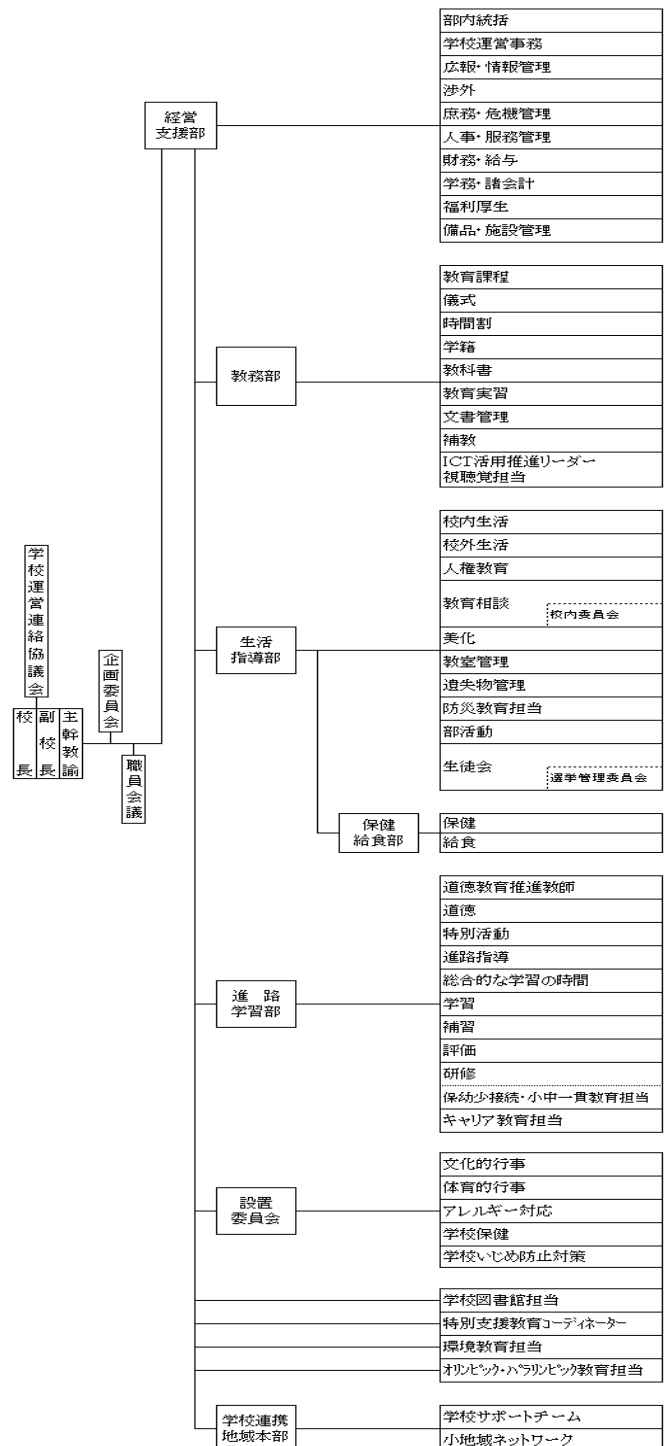 学校運営連絡協議会
校長
副校長
主幹教諭
企画委員会
職員会議
経営
支援部
部内統括
学校運営事務
広報・情報管理
渉外
庶務・危機管理
人事・服務管理
財務・給与
学務・諸会計
福利厚生
備品・施設管理
教務部
教育課程
儀式
時間割
学籍
教科書
教育実習
文書管理
補教
ICT活用推進リーダー
視聴覚担当
生活
指導部
校内生活
校外生活
人権教育
教育相談
校内委員会
美化
教室管理
遺失物管理
防災教育担当
部活動
生徒会
選挙管理委員会
保健
給食部
保健
給食
進 路
学習部
道徳教育推進教師
道徳
特別活動
進路指導
総合的な学習の時間
学習
補習
評価
研修
保幼少接続・小中一貫教育担当
キャリア教育担当
設置
委員会
文化的行事
体育的行事
アレルギー対応
学校保健
学校いじめ防止対策
学校図書館担当
特別支援教育コーディネーター
環境教育担当
オリンピック・パラリンピック教育担当
学校連携
地域本部
学校サポートチーム
小地域ネットワーク